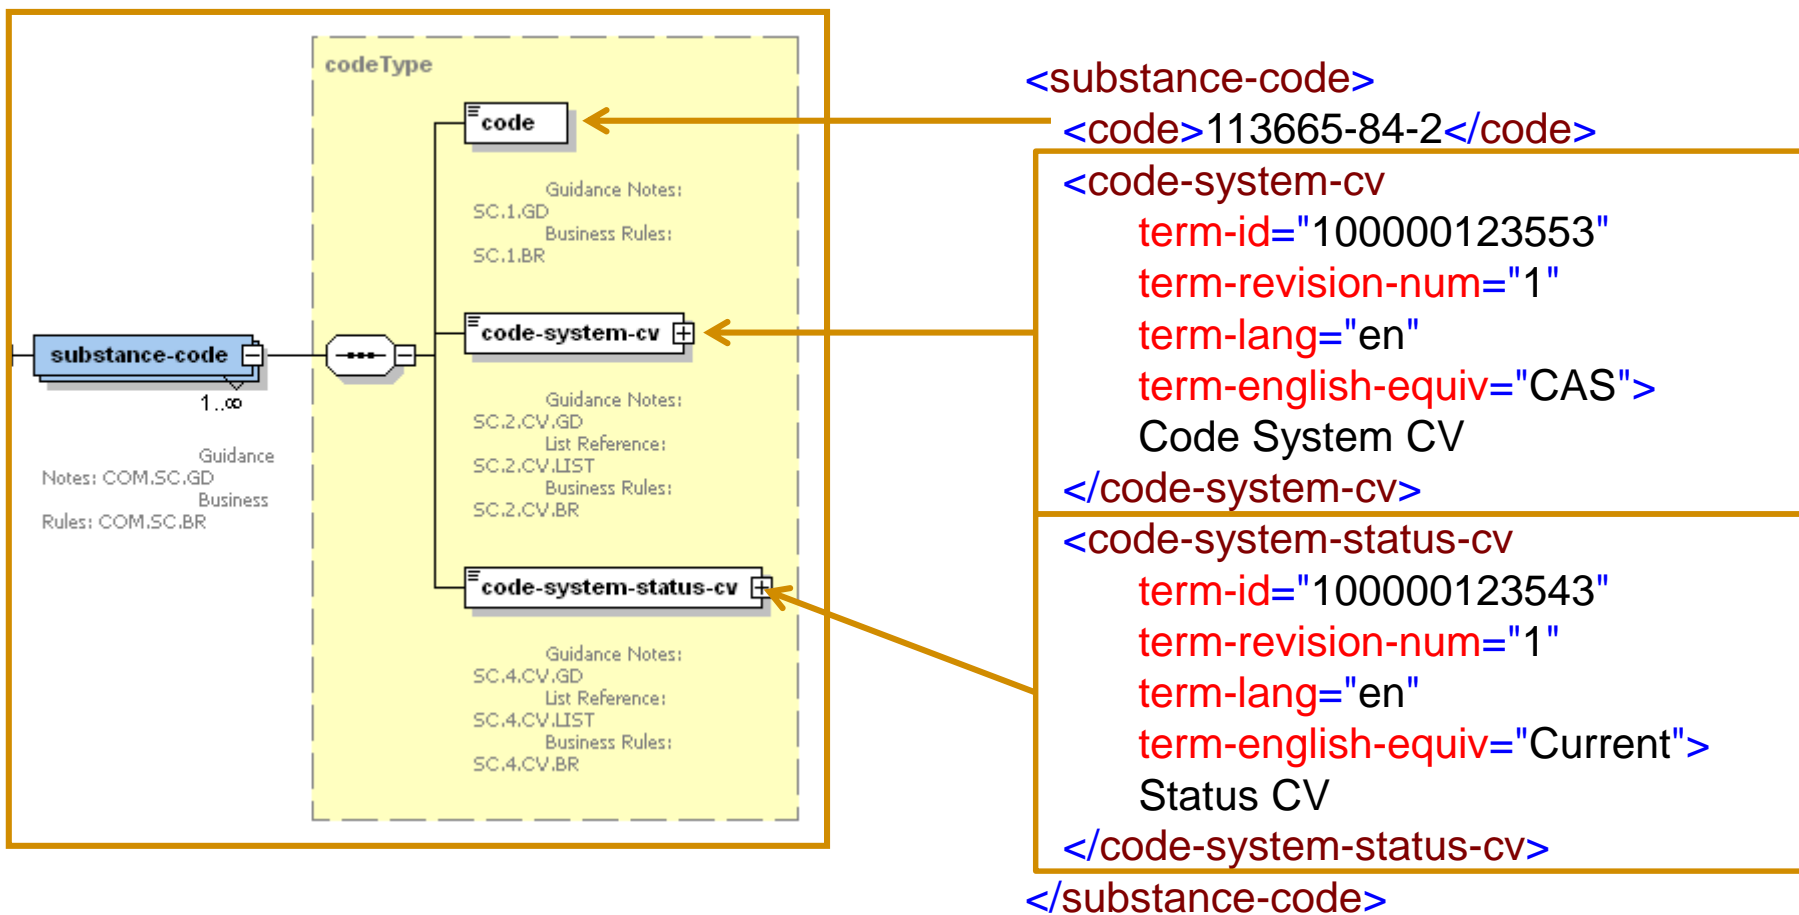 codeType
code
Guidance Notes:
SC.1.GD
Business Rules:
SC.1.BR
code-system-cv
Guidance Notes:
SC.2.CV.GD
List Reference:
SC.2.CV.LIST
Business Rules:
SC.2.CV.BR
substance-code
1..∞
Guidance
Notes: COM.SC.GD
Business
Rules: COM.SC.BR
code-system-status-cv
Guidance Notes:
SC.4.CV.GD
List Reference:
SC.4.CV.LIST
Business Rules:
SC.4.CV.BR
<substance-code>
<code>113665-84-2</code>
<code-system-cv
term-id="100000123553"
term-revision-num="1"
term-lang="en"
term-english-equiv="CAS">
Code System CV
</code-system-cv>
<code-system-status-cv
term-id="100000123543"
term-revision-num="1"
term-lang="en"
term-english-equiv="Current">
Status CV
</code-system-status-cv>
</substance-code>